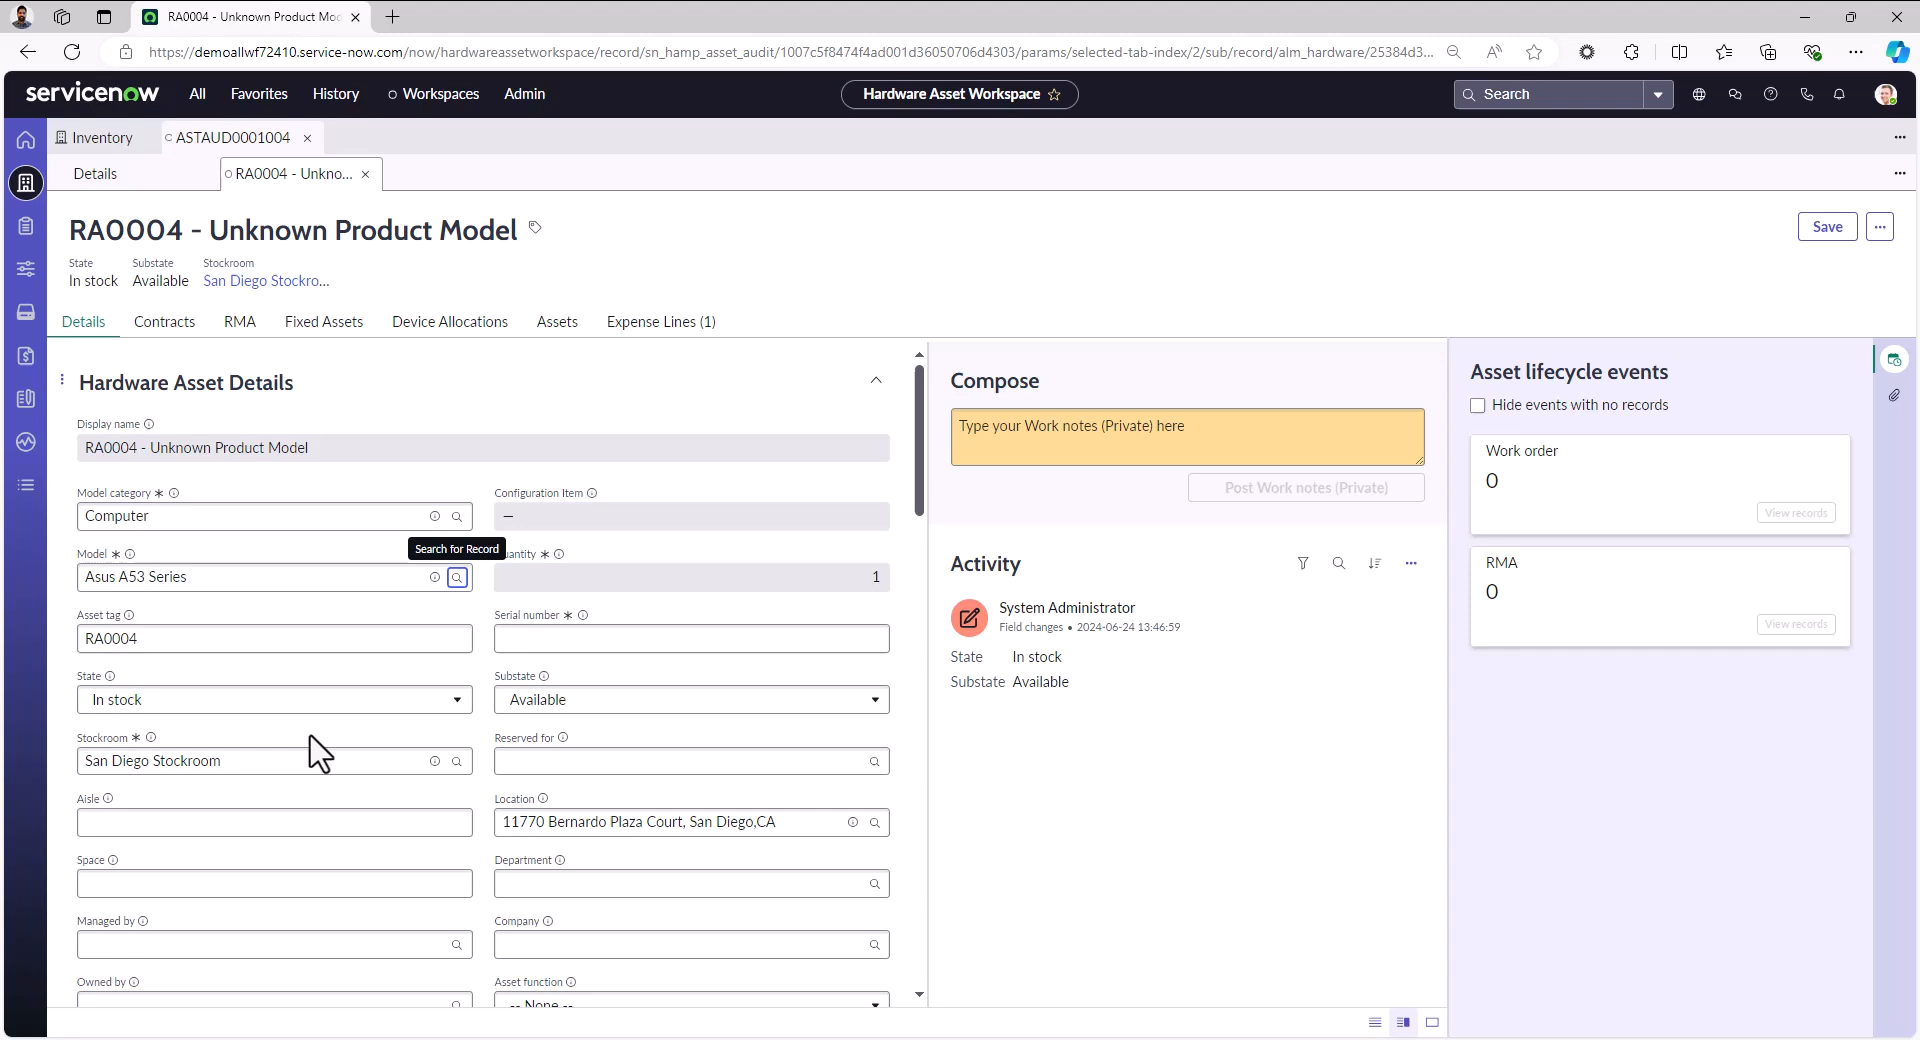 RA0004 - Unknown Product Moc
https://demoallwf72410.service-now.com/now/hardwareassetworkspace/record/sn_hamp_asset_audit/1007c5f8474f4ad001d36050706d4303/params/selected-tab-index/2/sub/record/alm_hardware/25384d3...
servicenow All Favorites History Workspaces Admin
Hardware Asset Workspace
Search
Inventory
ASTAUD0001004
Details
RA0004 - Unkno...
RA0004 - Unknown Product Model
Save
State Substate Stockroom
In stock Available San Diego Stockro...
Details Contracts RMA Fixed Assets Device Allocations Assets Expense Lines (1)
Hardware Asset Details
Display name
RA0004 - Unknown Product Model
Model category * Configuration Item
Computer —
Search for Record
Model * uantity *
Asus A53 Series 1
Asset tag Serial number *
RA0004
State Substate
In stock Available
Stockroom * Reserved for
San Diego Stockroom
Aisle Location
11770 Bernardo Plaza Court, San Diego,CA
Space Department
Managed by Company
Owned by Asset function
-- None --
Compose
Type your Work notes (Private) here
Post Work notes (Private)
Activity
System Administrator
Field changes • 2024-06-24 13:46:59
State In stock
Substate Available
Asset lifecycle events
Hide events with no records
Work order
0
View records
RMA
0
View records